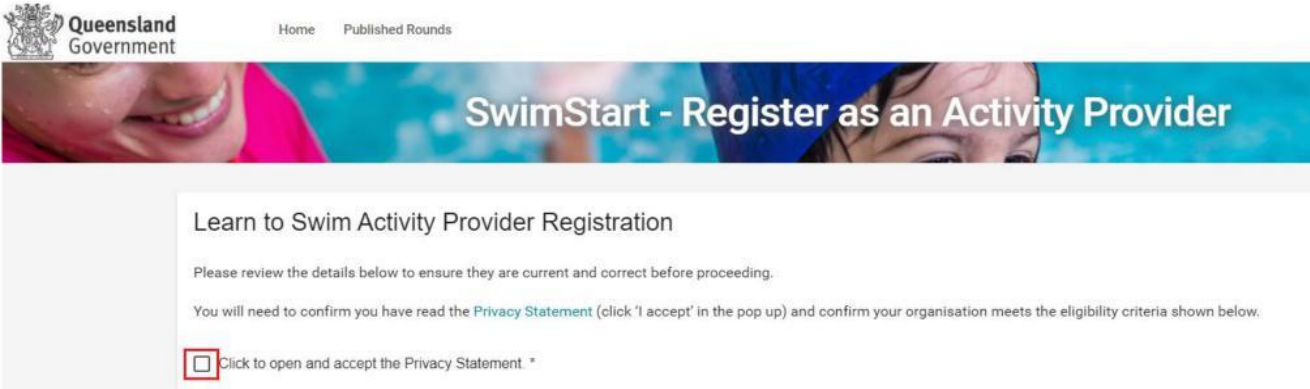 Queensland
Government
Home Published Rounds
SwimStart - Register as an Activity Provider
Learn to Swim Activity Provider Registration
Please review the details below to ensure they are current and correct before proceeding.
You will need to confirm you have read the Privacy Statement (click 'I accept' in the pop up) and confirm your organisation meets the eligibility criteria shown below.
Click to open and accept the Privacy Statement. *